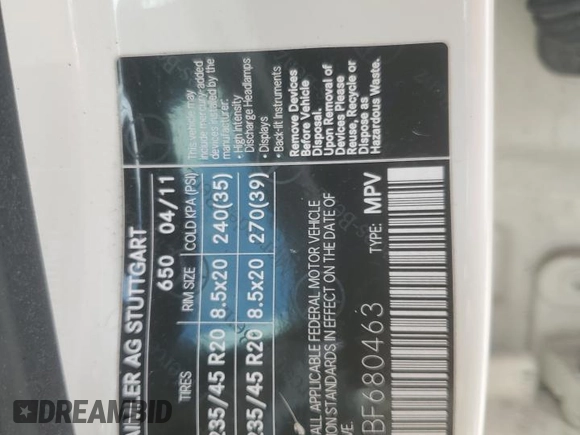 AG STUTTGART
650 04/11
TIRES RIM SIZE COLD KPA (PSI)
235/45 R20 8.5x20 240(35)
235/45 R20 8.5x20 270(39)
This vehicle may
include mercury-added
devices installed by the
manufacturer:
• High Intensity
Discharge Headlamps
• Displays
• Back-lit Instruments
Remove Devices
Before Vehicle
Disposal.
Upon Removal of
Devices Please
Reuse, Recycle or
Dispose as
Hazardous Waste.
ALL APPLICABLE FEDERAL MOTOR VEHICLE
STANDARDS IN EFFECT ON THE DATE OF
BF680463 TYPE: MPV
DREAMBID